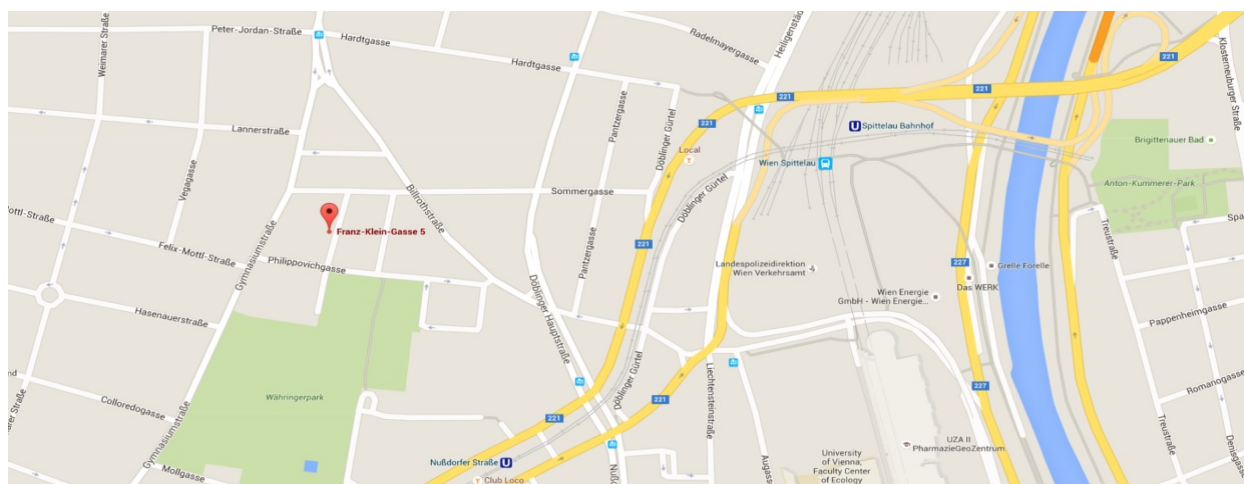 Peter-Jordan-Straße
Hardtgasse
Radelmayergasse
Weimarer Straße
Hardtgasse
221
221
221
221
Klosterneuburger Straße
Pantzergasse
Lannerstraße
Döblinger Gürtel
221
Spittelau Bahnhof
Local
Wien Spittelau
Brigittenauer Bad
Vegagasse
Billrothstraße
Sommergasse
Döblinger Gürtel
Anton-Kummerer-Park
Mottl-Straße
Franz-Klein-Gasse 5
Felix-Mottl-Straße
Philippovichgasse
Gymnasiumstraße
Pantzergasse
221
221
Treustraße
Landespolizeidirektion
Wien Verkehrsamt
227
Grelle Forelle
Das WERK
Wien Energie
GmbH - Wien Energie...
Hasenauerstraße
Döblinger Hauptstraße
Pappenheimgasse
Liechtensteinstraße
Döblinger Gürtel
Romanogasse
227
Colloredogasse
Währingerpark
221
221
Gymnasiumstraße
Treustraße
Denisgasse
UZA II
PharmazieGeoZentrum
Nußdorfer Straße
Club Loco
Mollgasse
Augasse
University
of Vienna,
Faculty Center
of Ecology